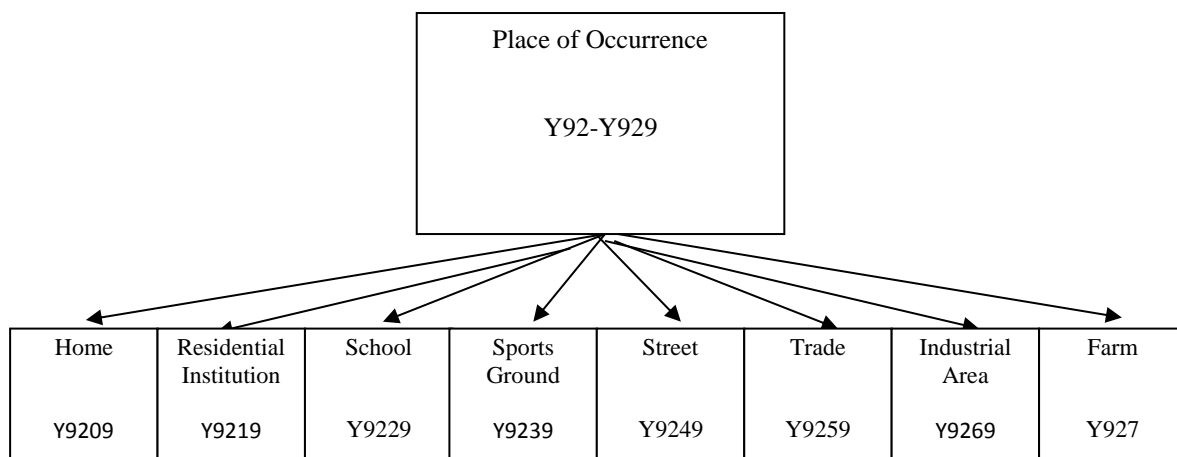 Place of Occurrence
Y92-Y929
Home
Y9209
Residential
Institution
Y9219
School
Y9229
Sports
Ground
Y9239
Street
Y9249
Trade
Y9259
Industrial
Area
Y9269
Farm
Y927